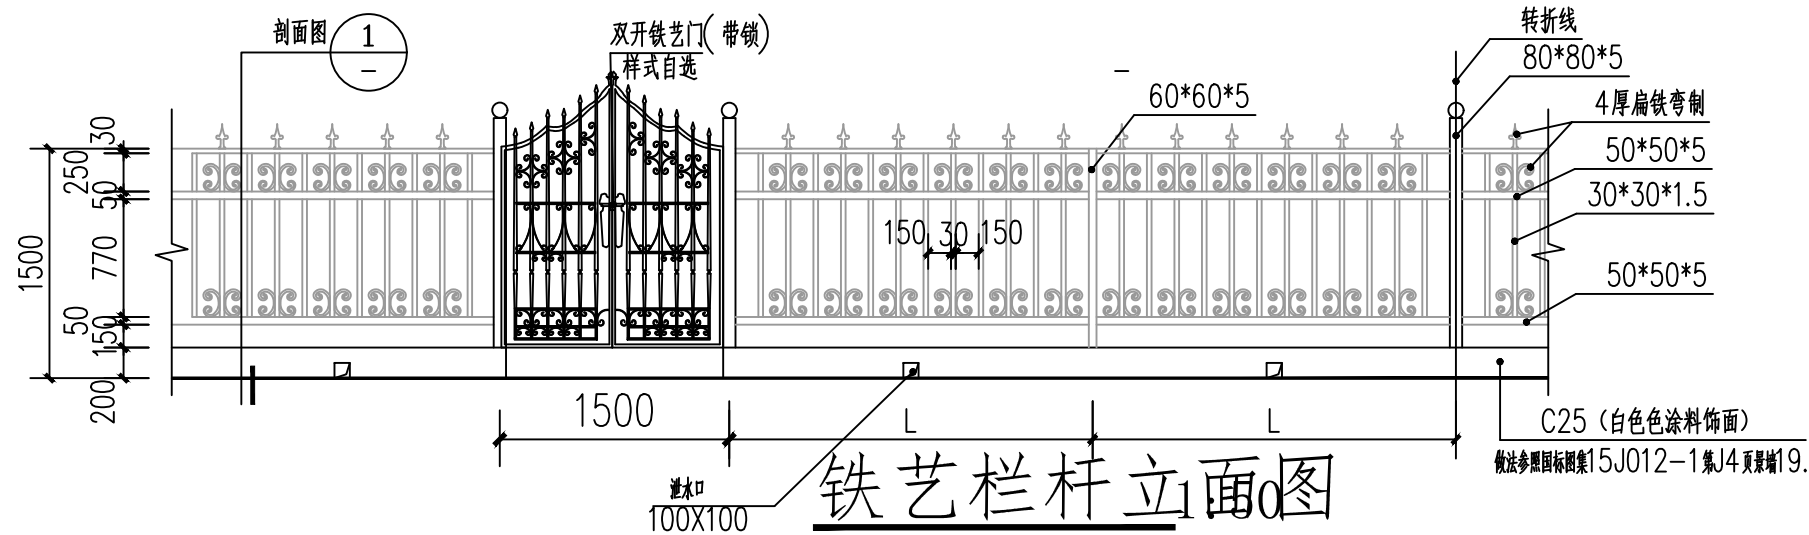 剖面图
1
–
双开铁艺门(带锁)
样式自选
–
60*60*5
转折线
80*80*5
4厚扁铁弯制
50*50*5
30*30*1.5
50*50*5
30
250
50
770
50
150
200
1500
150
30
150
1500
L
L
C25（白色色涂料饰面）
做法参照国标图集15J012-1第J4页景墙19.
泄水口
100X100
铁艺栏杆立面图
1:50